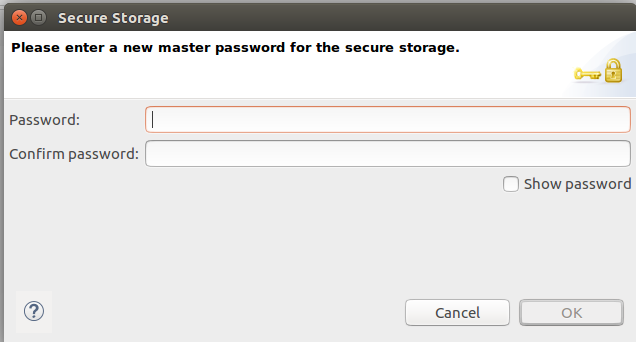 Secure Storage
Please enter a new master password for the secure storage.
Password:
Confirm password:
Show password
?
Cancel
OK